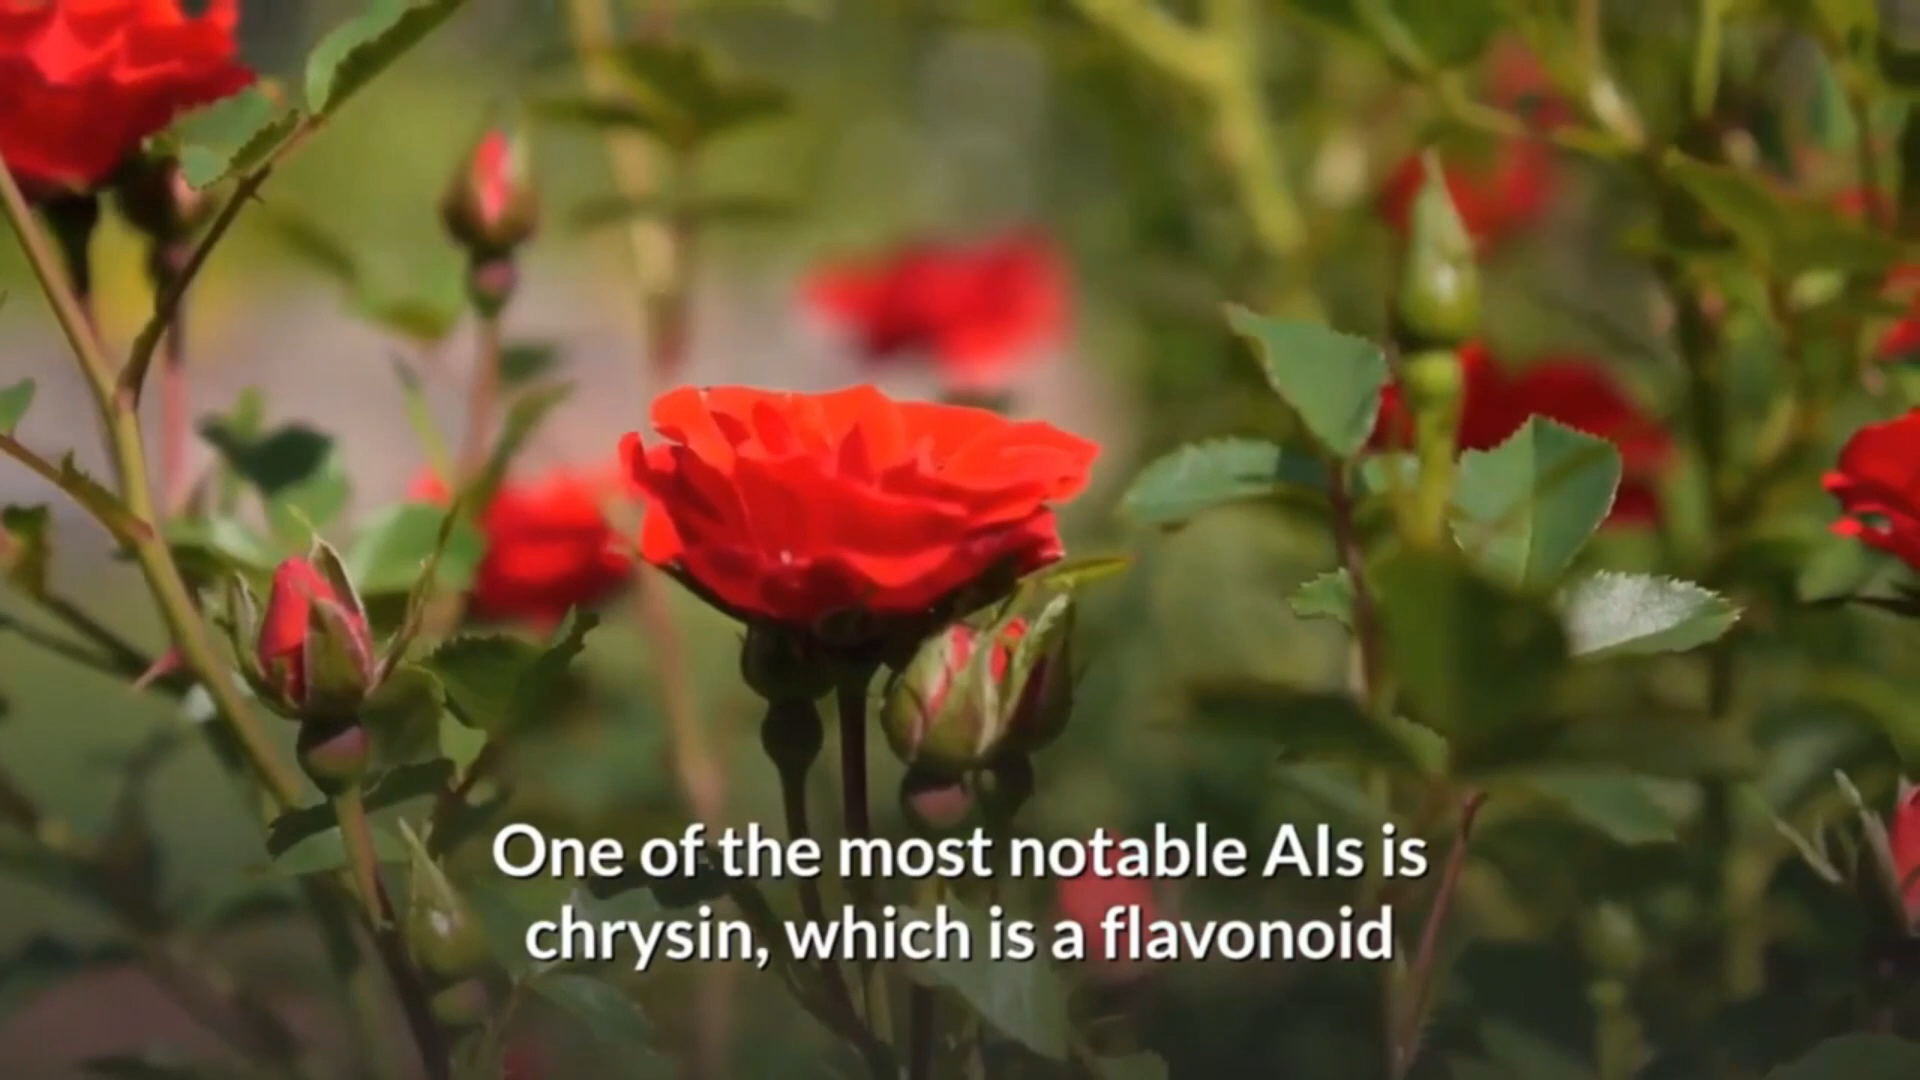 One of the most notable AIs is
chrysin, which is a flavonoid